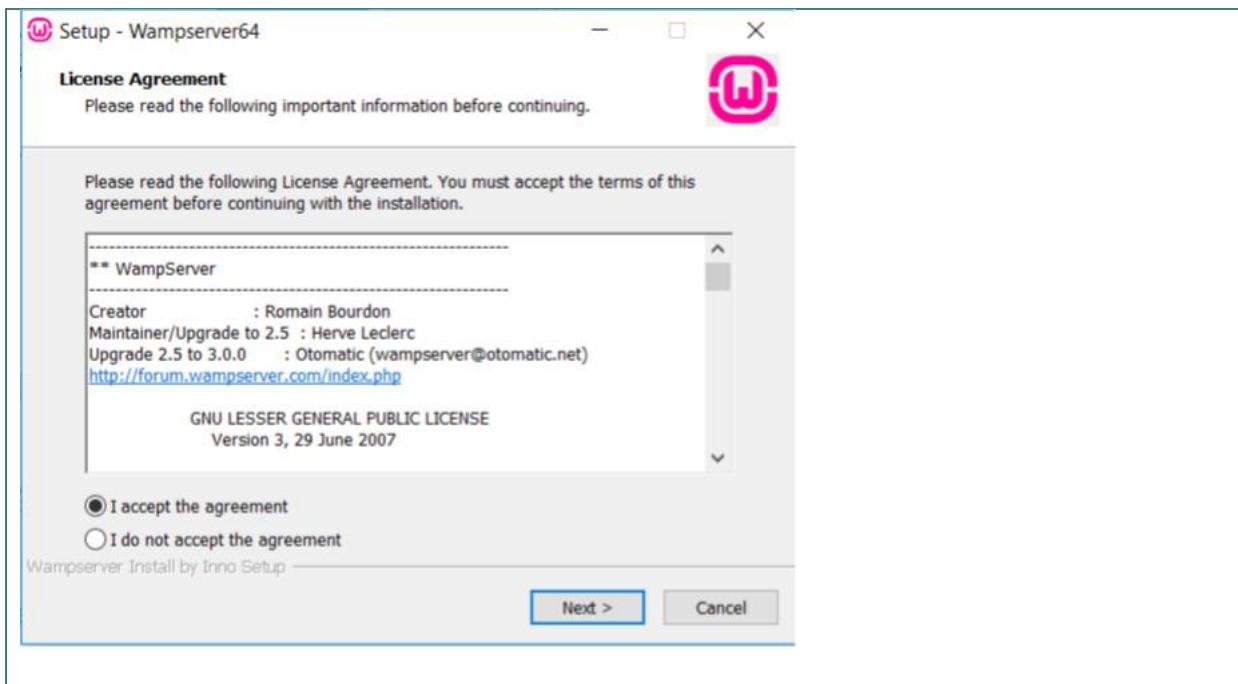 Setup - Wampserver64
License Agreement
Please read the following important information before continuing.
Please read the following License Agreement. You must accept the terms of this
agreement before continuing with the installation.
------------------------------------------------------------
** WampServer
------------------------------------------------------------
Creator : Romain Bourdon
Maintainer/Upgrade to 2.5 : Herve Leclerc
Upgrade 2.5 to 3.0.0 : Otomatic (wampserver@otomatic.net)
http://forum.wampserver.com/index.php
GNU LESSER GENERAL PUBLIC LICENSE
Version 3, 29 June 2007
I accept the agreement
I do not accept the agreement
Wampserver Install by Inno Setup
Next > Cancel